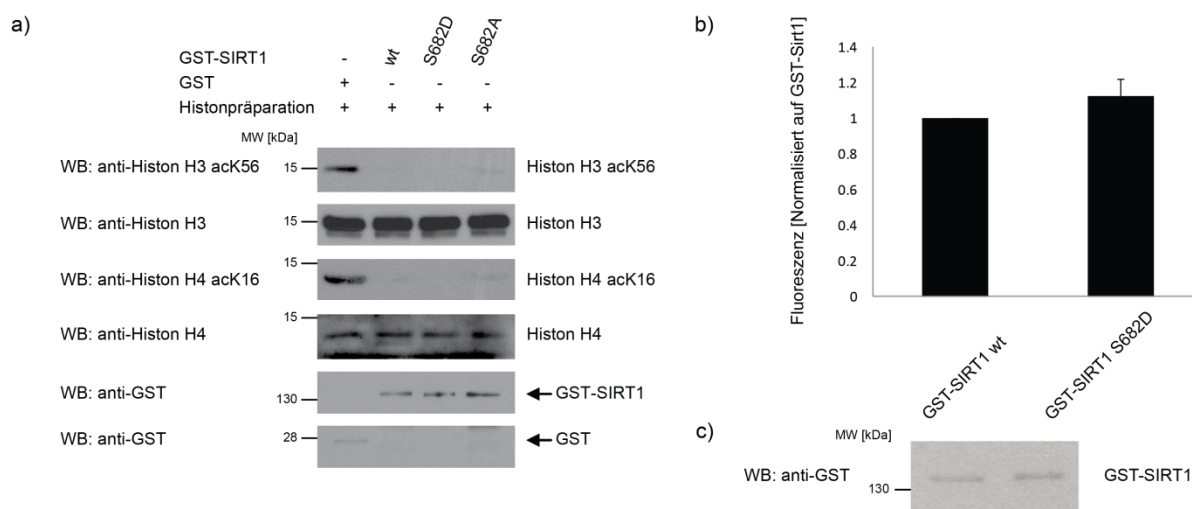 a)
GST-SIRT1 - wt S682D S682A
GST + - - -
Histonpräparation + + + +
MW [kDa]
WB: anti-Histon H3 acK56 15 Histon H3 acK56
WB: anti-Histon H3 15 Histon H3
15
WB: anti-Histon H4 acK16 Histon H4 acK16
15
WB: anti-Histon H4 Histon H4
WB: anti-GST 130 GST-SIRT1
WB: anti-GST 28 GST
b)
Fluoreszenz [Normalisiert auf GST-Sirt1]
1.4
1.2
1
0.8
0.6
0.4
0.2
0
GST-SIRT1 wt
GST-SIRT1 S682D
c)
MW [kDa]
WB: anti-GST 130 GST-SIRT1